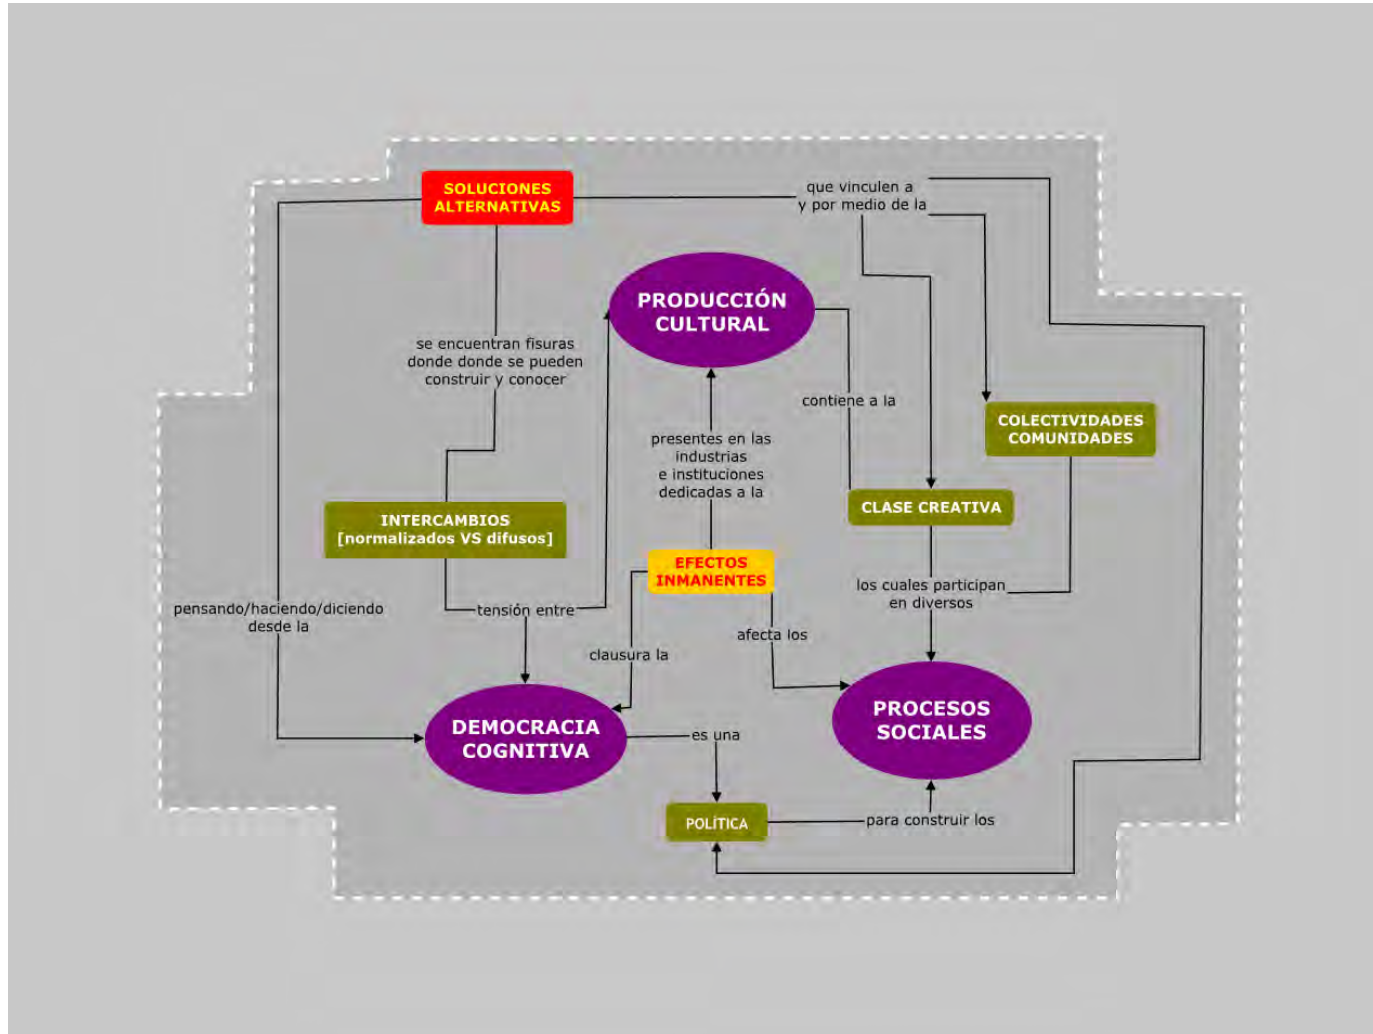 SOLUCIONES
ALTERNATIVAS
que vinculen a
y por medio de la
PRODUCCIÓN
CULTURAL
se encuentran fisuras
donde donde se pueden
construir y conocer
contiene a la
COLECTIVIDADES
COMUNIDADES
presentes en las
industrias
e instituciones
dedicadas a la
CLASE CREATIVA
INTERCAMBIOS
[normalizados VS difusos]
EFECTOS
INMANENTES
los cuales participan
en diversos
pensando/haciendo/diciendo
desde la
tensión entre
afecta los
clausura la
DEMOCRACIA
COGNITIVA
es una
PROCESOS
SOCIALES
POLÍTICA
para construir los